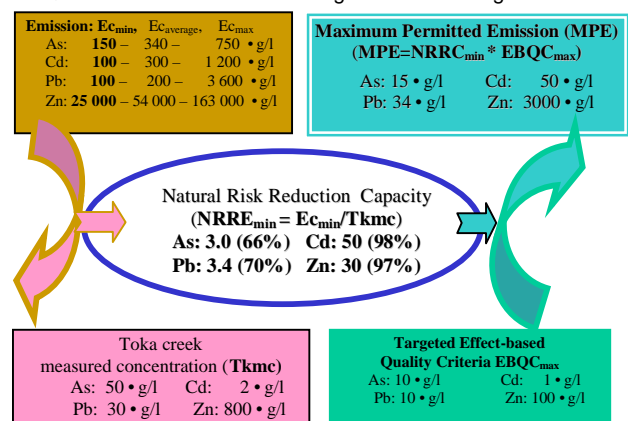 Emission: Ecmin, Ecaverage, Ecmax
As: 150 – 340 – 750 • g/l
Cd: 100 – 300 – 1 200 • g/l
Pb: 100 – 200 – 3 600 • g/l
Zn: 25 000 – 54 000 – 163 000 • g/l
Maximum Permitted Emission (MPE)
(MPE=NRRCmin * EBQCmax)
As: 15 • g/l Cd: 50 • g/l
Pb: 34 • g/l Zn: 3000 • g/l
Natural Risk Reduction Capacity
(NRREmin = Ecmin/Tkmc)
As: 3.0 (66%) Cd: 50 (98%)
Pb: 3.4 (70%) Zn: 30 (97%)
Toka creek
measured concentration (Tkmc)
As: 50 • g/l Cd: 2 • g/l
Pb: 30 • g/l Zn: 800 • g/l
Targeted Effect-based
Quality Criteria EBQCmax
As: 10 • g/l Cd: 1 • g/l
Pb: 10 • g/l Zn: 100 • g/l